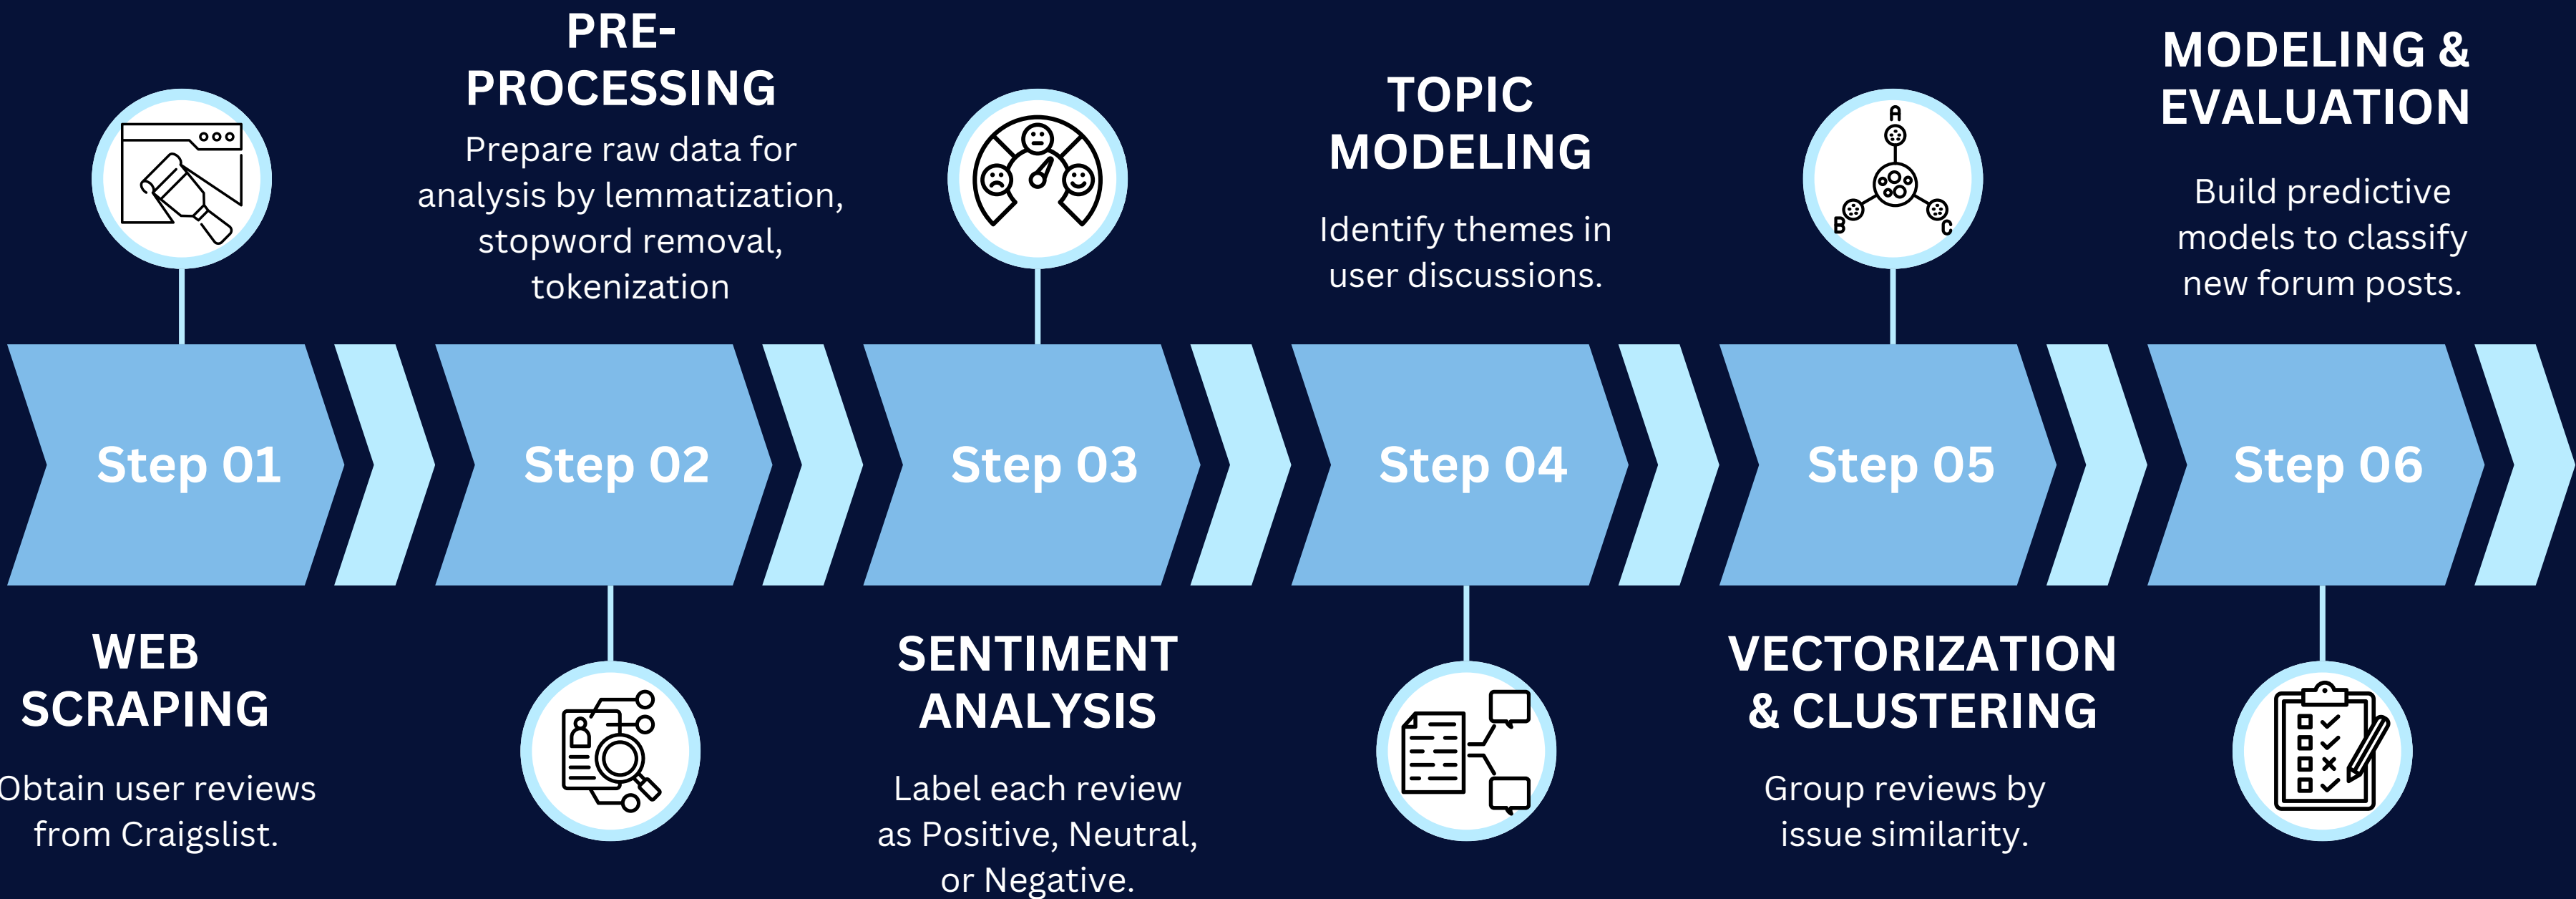 WEB
SCRAPING
Obtain user reviews
from Craigslist.
Step 01
PRE-
PROCESSING
Prepare raw data for
analysis by lemmatization,
stopword removal,
tokenization
Step 02
Step 03
SENTIMENT
ANALYSIS
Label each review
as Positive, Neutral,
or Negative.
TOPIC
MODELING
Identify themes in
user discussions.
Step 04
A
B
C
Step 05
VECTORIZATION
& CLUSTERING
Group reviews by
issue similarity.
MODELING &
EVALUATION
Build predictive
models to classify
new forum posts.
Step 06